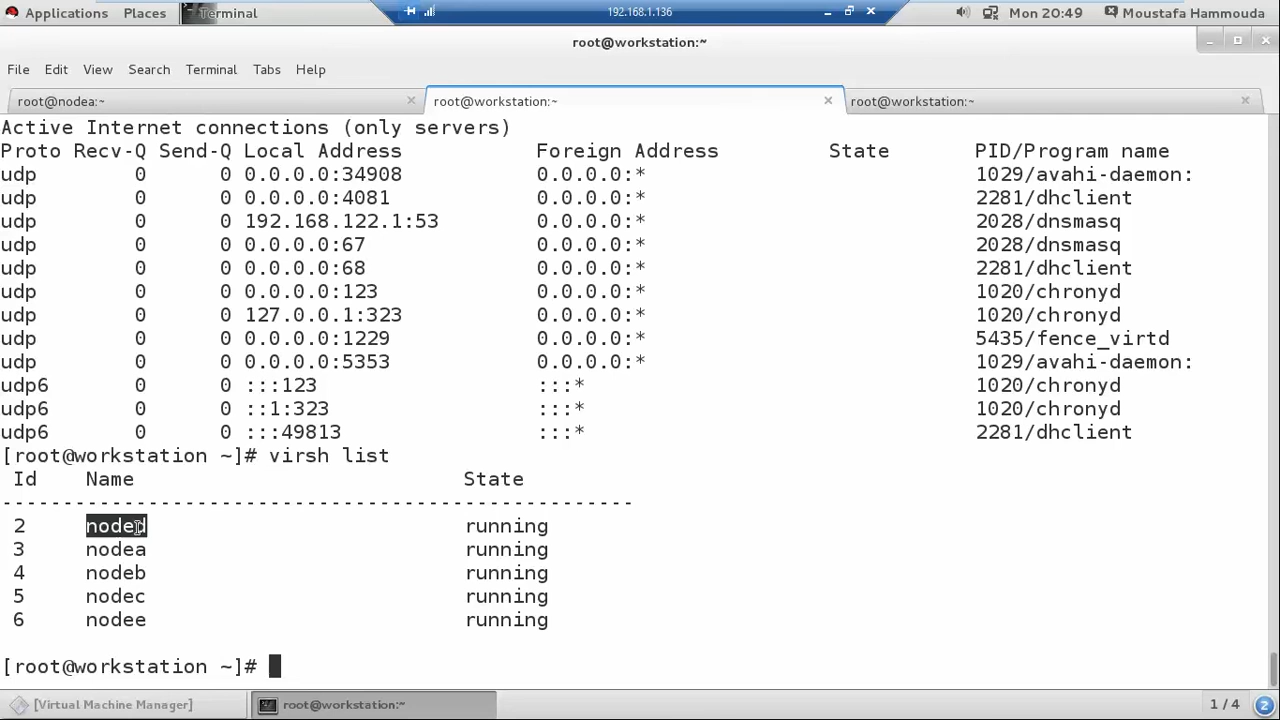 Applications Places Terminal 192.168.1.136 Mon 20:49 Moustafa Hammouda
root@workstation:~
File Edit View Search Terminal Tabs Help
root@nodea:~ root@workstation:~ root@workstation:~
Active Internet connections (only servers)
Proto Recv-Q Send-Q Local Address Foreign Address State PID/Program name
udp 0 0 0.0.0.0:34908 0.0.0.0:* 1029/avahi-daemon:
udp 0 0 0.0.0.0:4081 0.0.0.0:* 2281/dhclient
udp 0 0 192.168.122.1:53 0.0.0.0:* 2028/dnsmasq
udp 0 0 0.0.0.0:67 0.0.0.0:* 2028/dnsmasq
udp 0 0 0.0.0.0:68 0.0.0.0:* 2281/dhclient
udp 0 0 0.0.0.0:123 0.0.0.0:* 1020/chronyd
udp 0 0 127.0.0.1:323 0.0.0.0:* 1020/chronyd
udp 0 0 0.0.0.0:1229 0.0.0.0:* 5435/fence_virtd
udp 0 0 0.0.0.0:5353 0.0.0.0:* 1029/avahi-daemon:
udp6 0 0 :::123 :::* 1020/chronyd
udp6 0 0 ::1:323 :::* 1020/chronyd
udp6 0 0 :::49813 :::* 2281/dhclient
[root@workstation ~]# virsh list
Id Name State
----------------------------------------------------
2 noded running
3 nodea running
4 nodeb running
5 nodec running
6 nodee running
[root@workstation ~]#
[Virtual Machine Manager] root@workstation:~ 1 / 4 2